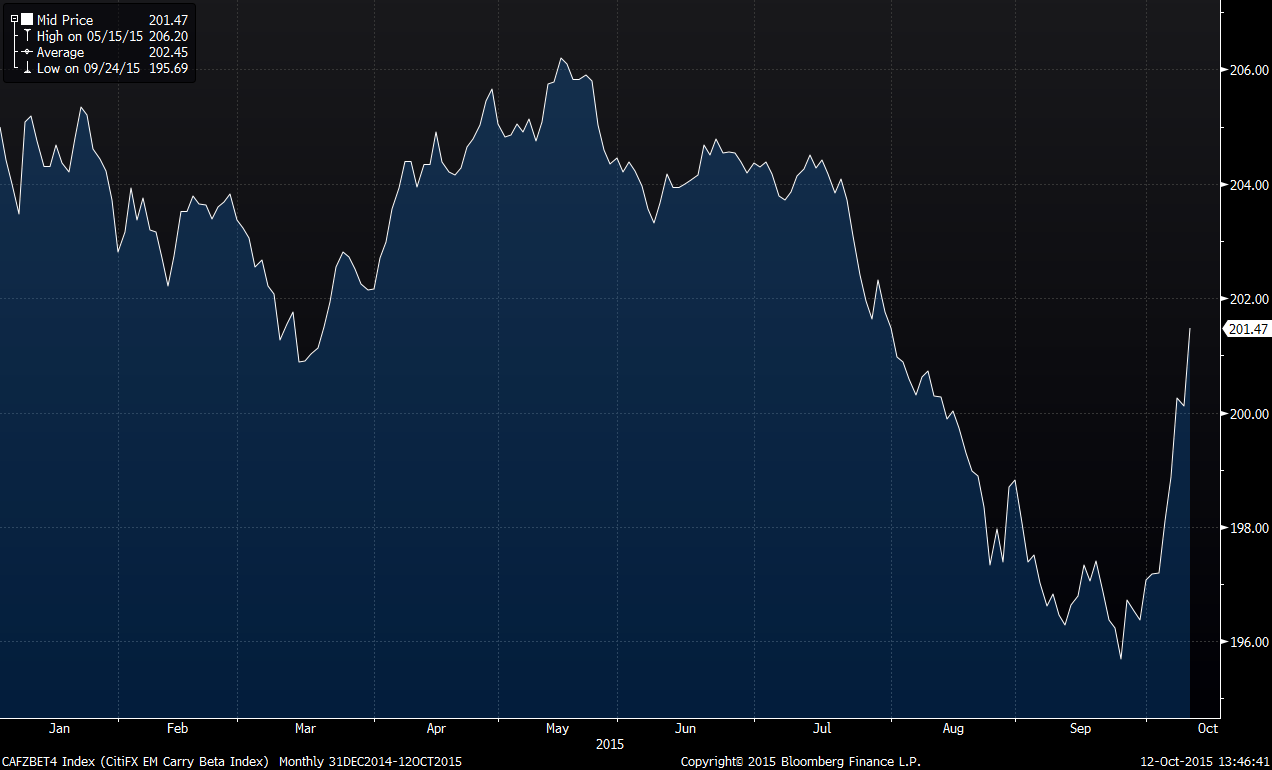 Mid Price 201.47
High on 05/15/15 206.20
Average 202.45
Low on 09/24/15 195.69
206.00
204.00
202.00
201.47
200.00
198.00
196.00
Jan Feb Mar Apr May Jun Jul Aug Sep Oct
2015
CAFZBET4 Index (CitiFX EM Carry Beta Index) Monthly 31DEC2014-12OCT2015 Copyright© 2015 Bloomberg Finance L.P. 12-Oct-2015 13:46:41